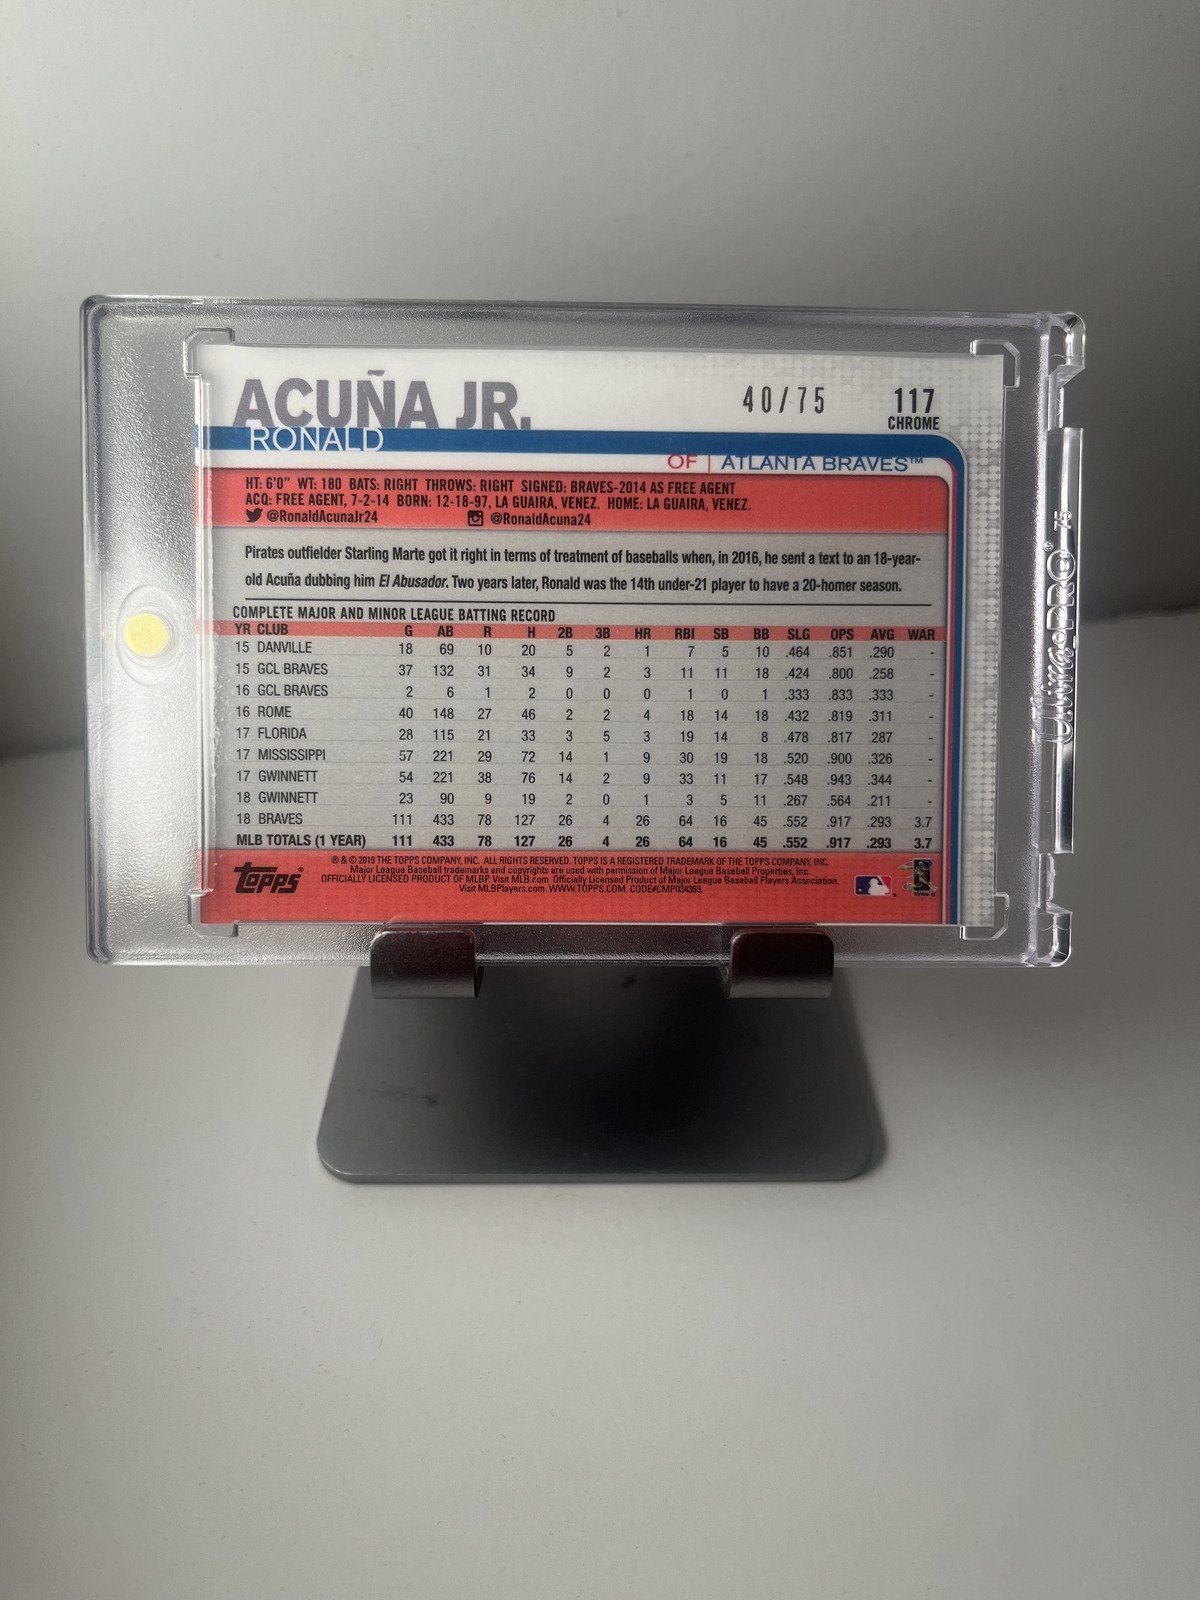 ACUÑA JR.
40/75
117
CHROME
RONALD
OF | ATLANTA BRAVES™
HT: 6'0" WT: 180 BATS: RIGHT THROWS: RIGHT SIGNED: BRAVES-2014 AS FREE AGENT
ACQ: FREE AGENT, 7-2-14 BORN: 12-18-97, LA GUAIRA, VENEZ. HOME: LA GUAIRA, VENEZ.
@RonaldAcunaJr24 @RonaldAcuna24
Pirates outfielder Starling Marte got it right in terms of treatment of baseballs when, in 2016, he sent a text to an 18-year-
old Acuña dubbing him El Abusador. Two years later, Ronald was the 14th under-21 player to have a 20-homer season.
COMPLETE MAJOR AND MINOR LEAGUE BATTING RECORD
YR CLUB G AB R H 2B 3B HR RBI SB BB SLG OPS AVG WAR
15 DANVILLE 18 69 10 20 5 2 1 7 5 10 .464 .851 .290 -
15 GCL BRAVES 37 132 31 34 9 2 3 11 11 18 .424 .800 .258 -
16 GCL BRAVES 2 6 1 2 0 0 0 1 0 1 .333 .833 .333 -
16 ROME 40 148 27 46 2 2 4 18 14 18 .432 .819 .311 -
17 FLORIDA 28 115 21 33 3 5 3 19 14 8 .478 .817 .287 -
17 MISSISSIPPI 57 221 29 72 14 1 9 30 19 18 .520 .900 .326 -
17 GWINNETT 54 221 38 76 14 2 9 33 11 17 .548 .943 .344 -
18 GWINNETT 23 90 9 19 2 0 1 3 5 11 .267 .564 .211 -
18 BRAVES 111 433 78 127 26 4 26 64 16 45 .552 .917 .293 3.7
MLB TOTALS (1 YEAR) 111 433 78 127 26 4 26 64 16 45 .552 .917 .293 3.7
Topps
® & © 2019 THE TOPPS COMPANY, INC. ALL RIGHTS RESERVED. TOPPS IS A REGISTERED TRADEMARK OF THE TOPPS COMPANY, INC.
Major League Baseball trademarks and copyrights are used with permission of Major League Baseball Properties, Inc.
OFFICIALLY LICENSED PRODUCT OF MLBP. Visit MLB.com Officially Licensed Product of Major League Baseball Players Association.
Visit MLBPlayers.com. WWW.TOPPS.COM. CODE#CMP034369.
Ultra•PRO® 75